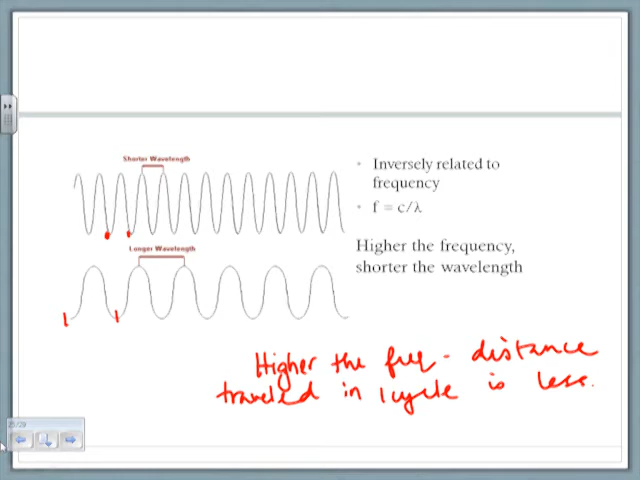 Shorter Wavelength
Inversely related to
frequency
f = c/λ
Longer Wavelength
Higher the frequency,
shorter the wavelength
Higher the freq - distance
traveled in 1 cycle is less.